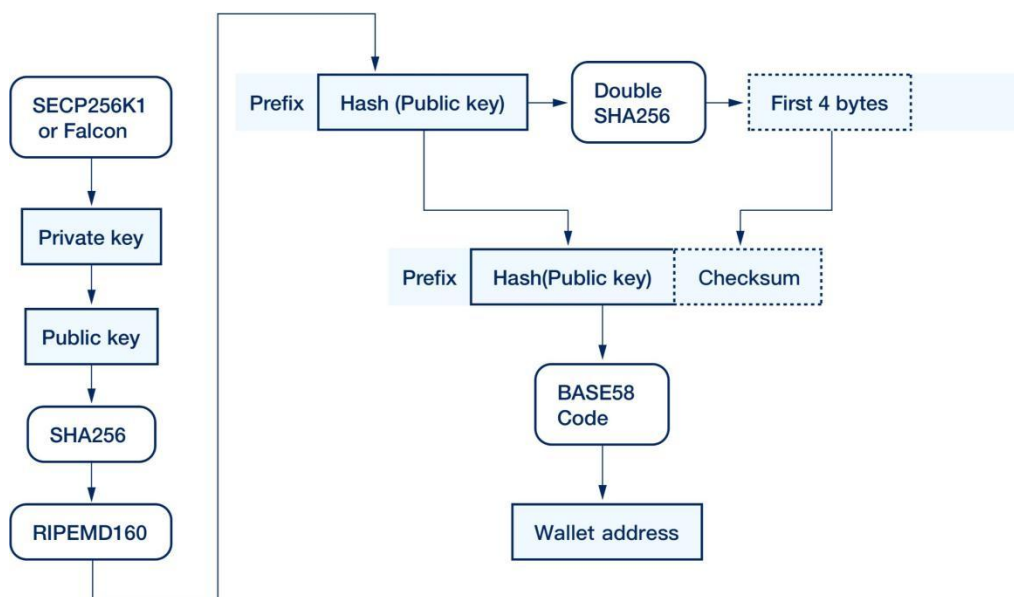 SECP256K1
or Falcon
Private key
Public key
SHA256
RIPEMD160
Prefix
Hash (Public key)
Double
SHA256
First 4 bytes
Prefix
Hash(Public key)
Checksum
BASE58
Code
Wallet address